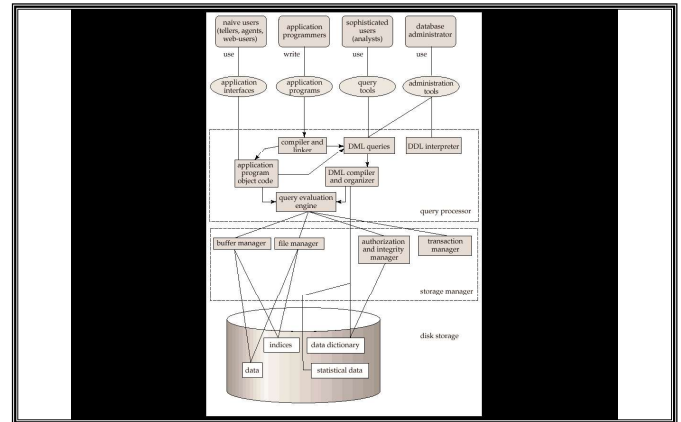 naive users
(tellers, agents,
web-users)
application
programmers
sophisticated
users
(analysts)
database
administrator
use
write
use
use
application
interfaces
application
programs
query
tools
administration
tools
compiler and
linker
DML queries
DDL interpreter
application
program
object code
DML compiler
and organizer
query evaluation
engine
query processor
buffer manager
file manager
authorization
and integrity
manager
transaction
manager
storage manager
disk storage
indices
data dictionary
data
statistical data